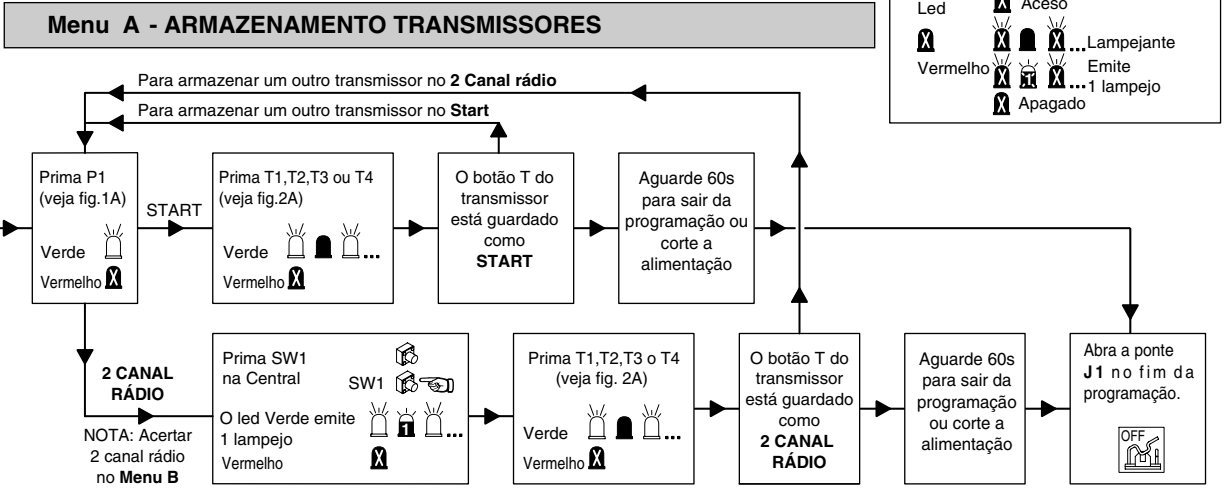 Menu A - ARMAZENAMENTO TRANSMISSORES
Led
X Aceso
X
X X ...Lampejante
Vermelho
X 1 X ...
Emite
1 lampejo
X Apagado
Para armazenar um outro transmissor no 2 Canal rádio
Para armazenar um outro transmissor no Start
Prima P1
(veja fig.1A)
Verde
Vermelho X
START
Prima T1,T2,T3 ou T4
(veja fig.2A)
Verde ...
Vermelho X
O botão T do
transmissor
está guardado
como
START
Aguarde 60s
para sair da
programação ou
corte a
alimentação
2 CANAL
RÁDIO
NOTA: Acertar
2 canal rádio
no Menu B
Prima SW1
na Central
SW1
O led Verde emite
1 lampejo
1 ...
Vermelho X
Prima T1,T2,T3 o T4
(veja fig. 2A)
Verde ...
Vermelho X
O botão T do
transmissor
está guardado
como
2 CANAL
RÁDIO
Aguarde 60s
para sair da
programação
ou corte a
alimentação
Abra a ponte
J1 no fim da
programação.
OFF